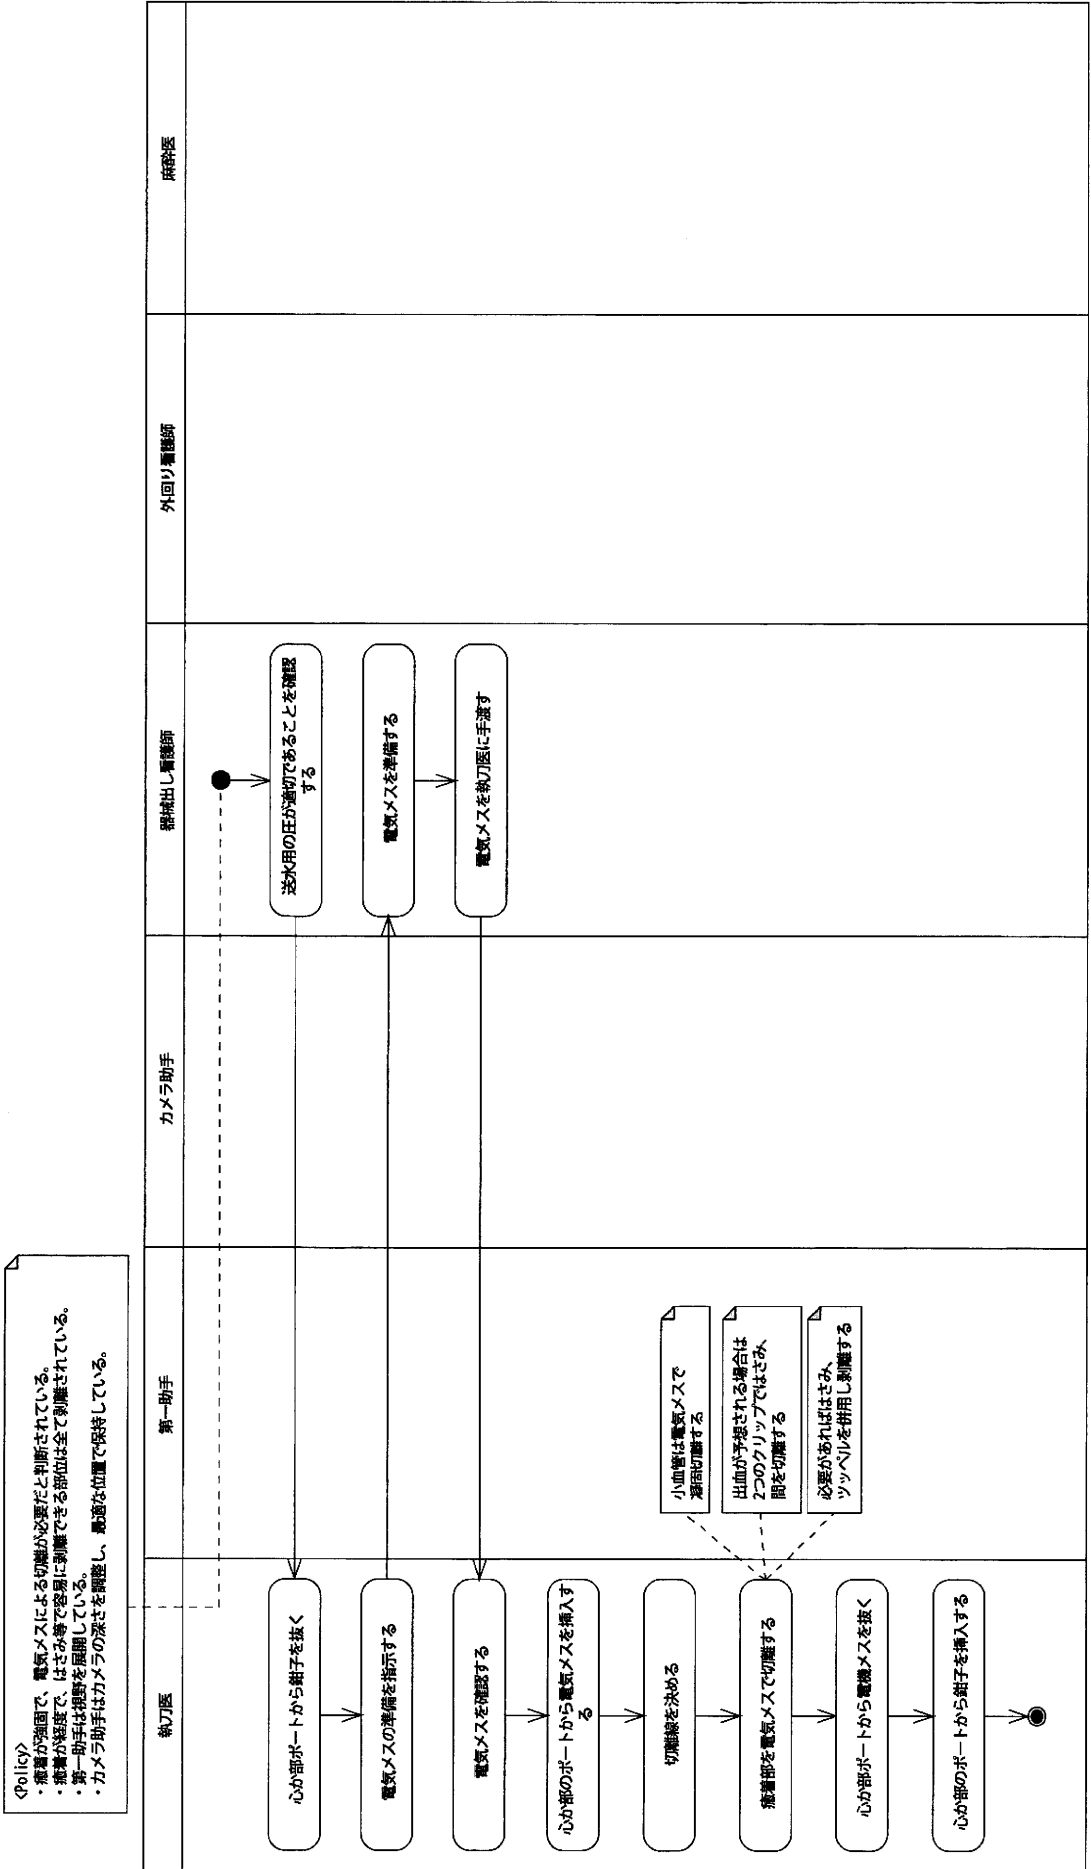 <Policy>
・癒着が強固で、電気メスによる切離が必要だと判断されている。
・癒着が軽度で、はさみ等で容易に剥離できる部位は全て剥離されている。
・第一助手は視野を展開している。
・カメラ助手はカメラの深さを調整し、最適な位置で保持している。
執刀医
第一助手
カメラ助手
器械出し看護師
外回り看護師
麻酔医
送水用の圧が適切であることを確認
する
心か部ポートから鉗子を抜く
電気メスの準備を指示する
電気メスを準備する
電気メスを執刀医に手渡す
電気メスを確認する
心か部のポートから電気メスを挿入す
る
切離線を決める
癒着部を電気メスで切離する
小血管は電気メスで
凝固切離する
出血が予想される場合は
2つのクリップではさみ、
間を切離する
必要があればはさみ、
ツッペルを併用し剥離する
心か部ポートから電機メスを抜く
心か部のポートから鉗子を挿入する